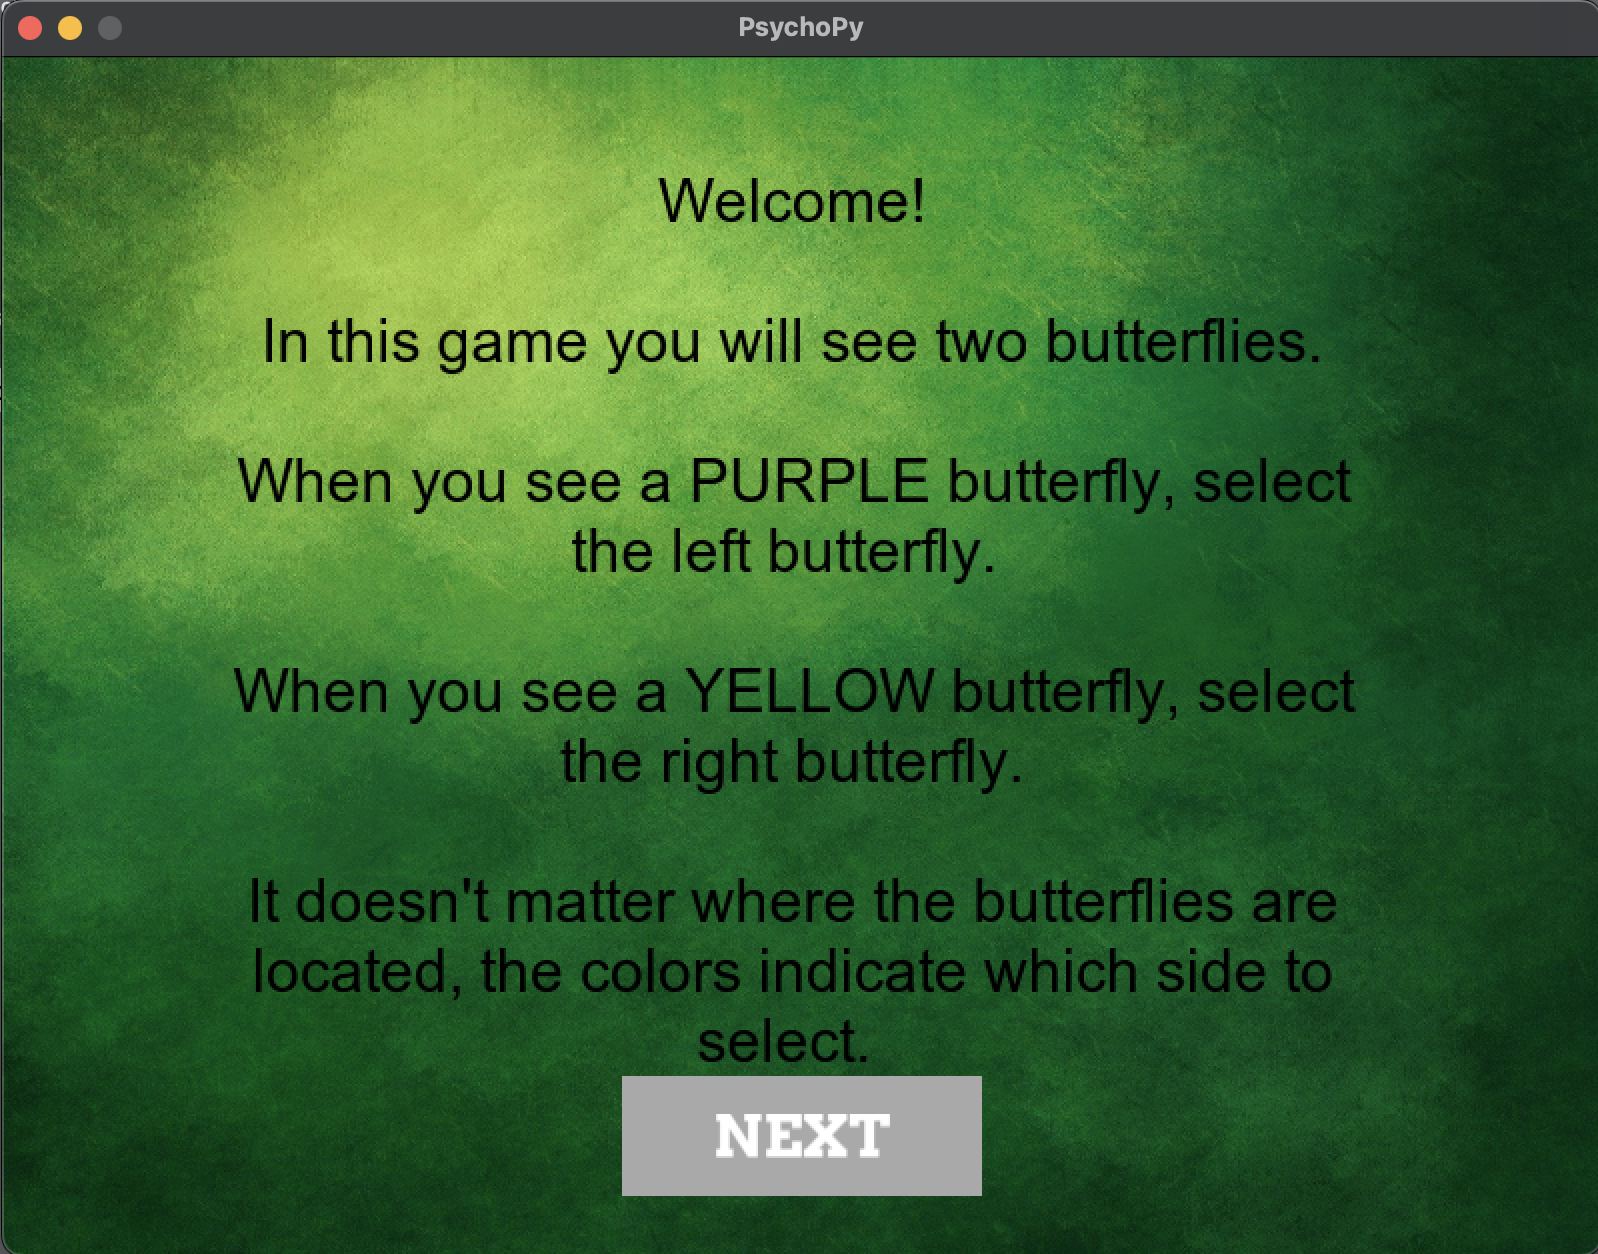 PsychoPy
Welcome!
In this game you will see two butterflies.
When you see a PURPLE butterfly, select
the left butterfly.
When you see a YELLOW butterfly, select
the right butterfly.
It doesn't matter where the butterflies are
located, the colors indicate which side to
select.
NEXT